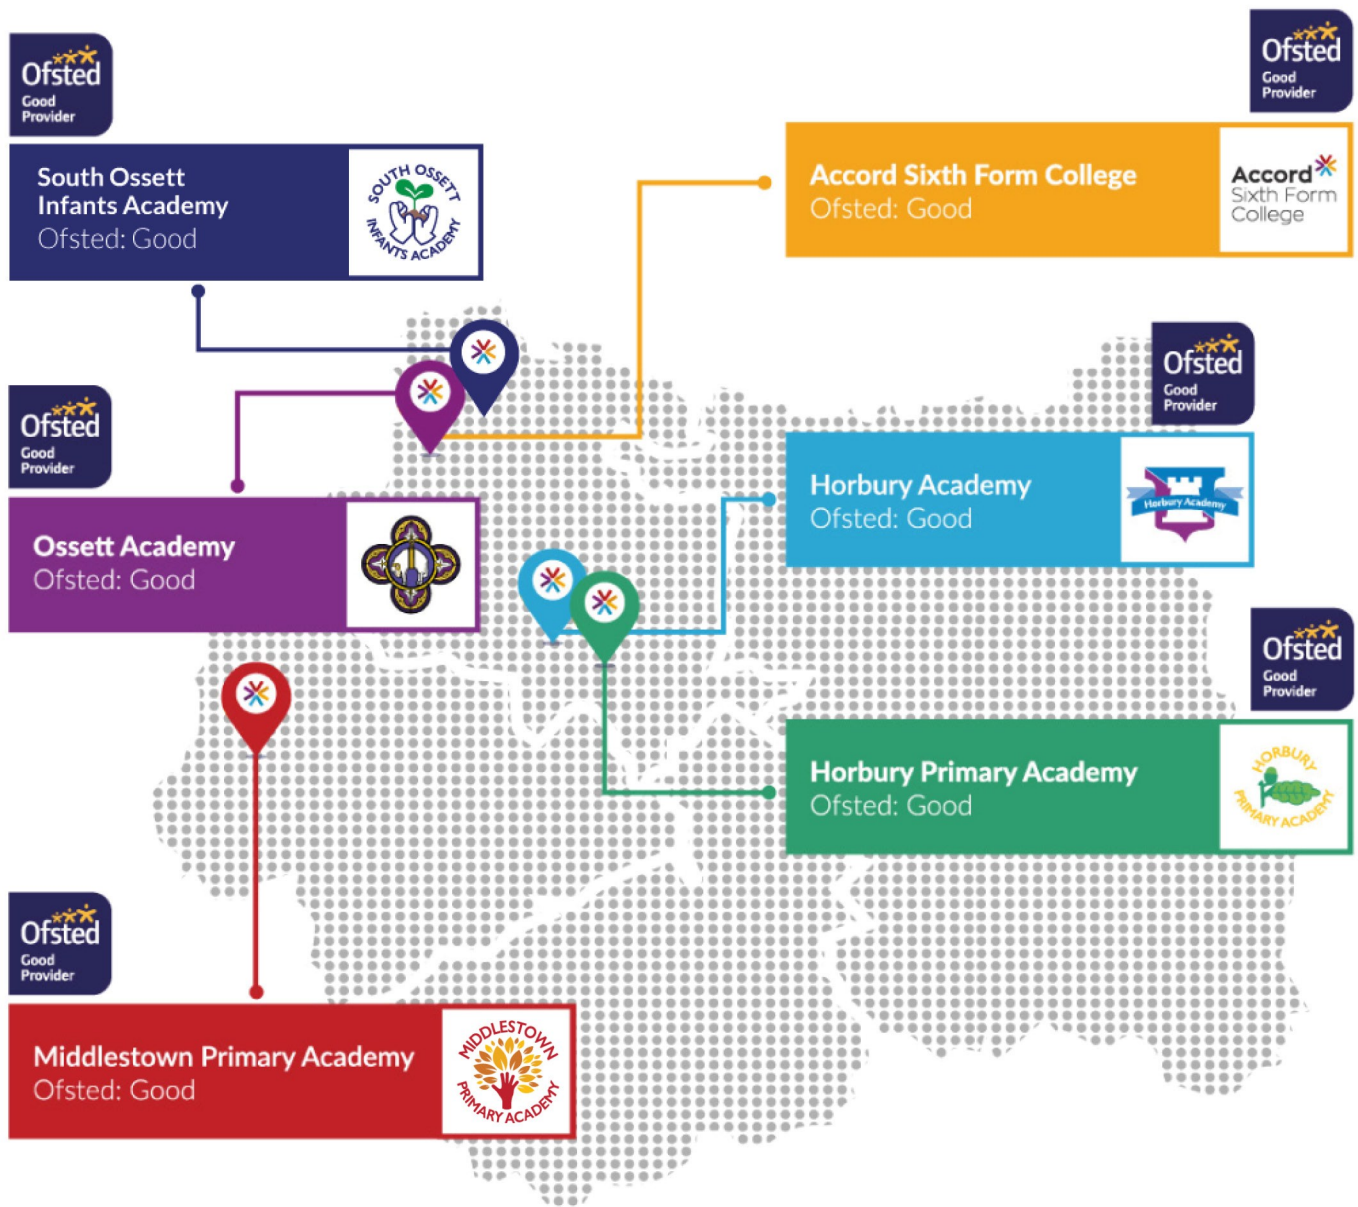 Ofsted
Good
Provider
South Ossett
Infants Academy
Ofsted: Good
SOUTH OSSETT
INFANTS ACADEMY
Ofsted
Good
Provider
Accord Sixth Form College
Ofsted: Good
Accord
Sixth Form
College
Ofsted
Good
Provider
Ossett Academy
Ofsted: Good
Ofsted
Good
Provider
Horbury Academy
Ofsted: Good
Horbury Academy
Ofsted
Good
Provider
Horbury Primary Academy
Ofsted: Good
HORBURY
PRIMARY ACADEMY
Ofsted
Good
Provider
Middlestown Primary Academy
Ofsted: Good
MIDDLESTOWN
PRIMARY ACADEMY